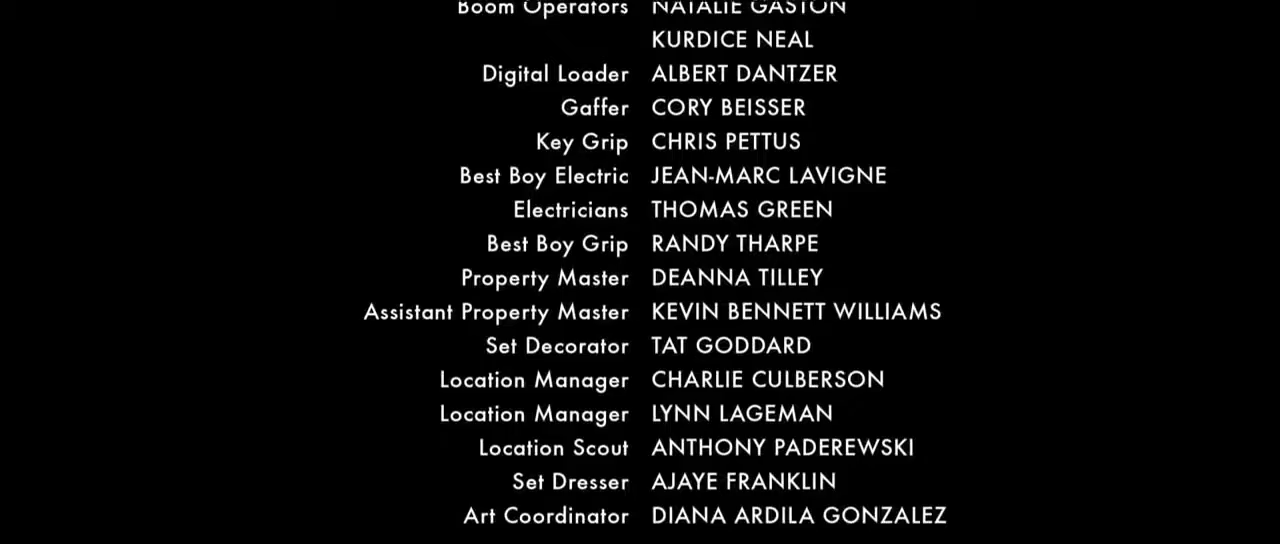 Boom Operators NATALIE GASTON
KURDICE NEAL
Digital Loader ALBERT DANTZER
Gaffer CORY BEISSER
Key Grip CHRIS PETTUS
Best Boy Electric JEAN-MARC LAVIGNE
Electricians THOMAS GREEN
Best Boy Grip RANDY THARPE
Property Master DEANNA TILLEY
Assistant Property Master KEVIN BENNETT WILLIAMS
Set Decorator TAT GODDARD
Location Manager CHARLIE CULBERSON
Location Manager LYNN LAGEMAN
Location Scout ANTHONY PADEREWSKI
Set Dresser AJAYE FRANKLIN
Art Coordinator DIANA ARDILA GONZALEZ